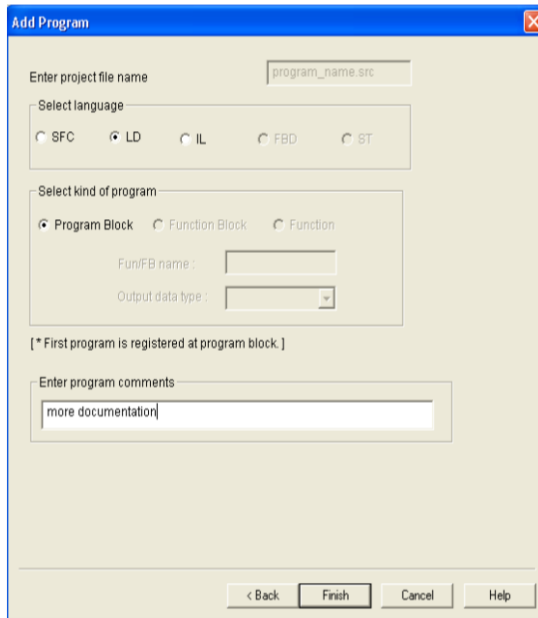 Add Program
Enter project file name program_name.src
Select language
SFC LD IL FBD ST
Select kind of program
Program Block Function Block Function
Fun/FB name :
Output data type :
[ * First program is registered at program block. ]
Enter program comments
more documentation
< Back Finish Cancel Help